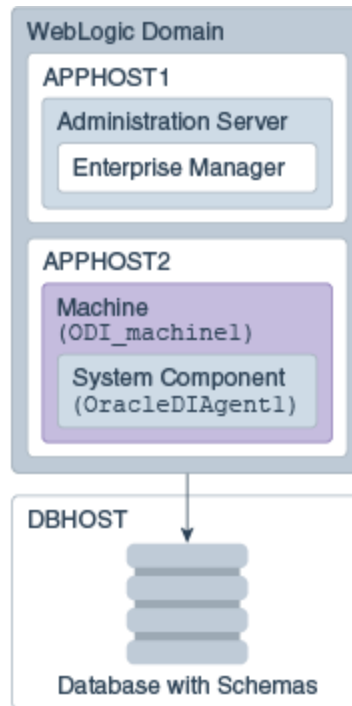 WebLogic Domain
APPHOST1
Administration Server
Enterprise Manager
APPHOST2
Machine
(ODI_machine1)
System Component
(OracleDIAgent1)
DBHOST
Database with Schemas